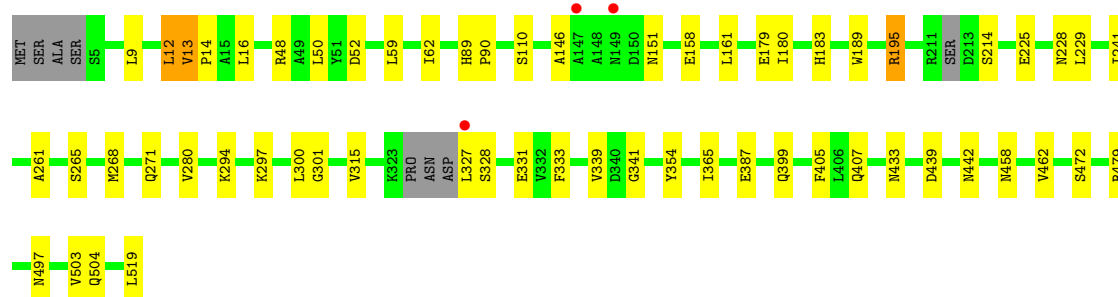 MET SER ALA SER S5 L9 L12 V13 P14 A15 L16 R48 A49 L50 Y51 D52 L59 I62 H89 P90 S110 A146 A147 A148 N149 D150 N151 E158 L161 E179 I180 H183 W189 R195 R211 SER D213 S214 E225 N228 L229
A261 S265 M268 Q271 V280 K294 K297 L300 G301 V315 K323 PRO ASN ASP L327 S328 E331 V332 F333 V339 D340 G341 Y354 I365 E387 Q399 F405 L406 Q407 N433 D439 N442 N458 V462 S472
N497 V503 Q504 L519